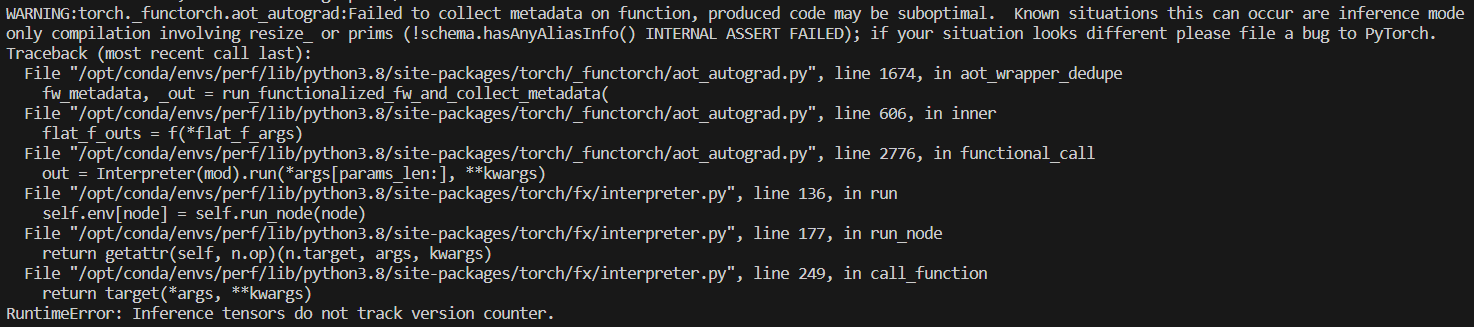 WARNING:torch._functorch.aot_autograd:Failed to collect metadata on function, produced code may be suboptimal.  Known situations this can occur are inference mode
only compilation involving resize_ or prims (!schema.hasAnyAliasInfo() INTERNAL ASSERT FAILED); if your situation looks different please file a bug to PyTorch.
Traceback (most recent call last):
  File "/opt/conda/envs/perf/lib/python3.8/site-packages/torch/_functorch/aot_autograd.py", line 1674, in aot_wrapper_dedupe
    fw_metadata, _out = run_functionalized_fw_and_collect_metadata(
  File "/opt/conda/envs/perf/lib/python3.8/site-packages/torch/_functorch/aot_autograd.py", line 606, in inner
    flat_f_outs = f(*flat_f_args)
  File "/opt/conda/envs/perf/lib/python3.8/site-packages/torch/_functorch/aot_autograd.py", line 2776, in functional_call
    out = Interpreter(mod).run(*args[params_len:], **kwargs)
  File "/opt/conda/envs/perf/lib/python3.8/site-packages/torch/fx/interpreter.py", line 136, in run
    self.env[node] = self.run_node(node)
  File "/opt/conda/envs/perf/lib/python3.8/site-packages/torch/fx/interpreter.py", line 177, in run_node
    return getattr(self, n.op)(n.target, args, kwargs)
  File "/opt/conda/envs/perf/lib/python3.8/site-packages/torch/fx/interpreter.py", line 249, in call_function
    return target(*args, **kwargs)
RuntimeError: Inference tensors do not track version counter.